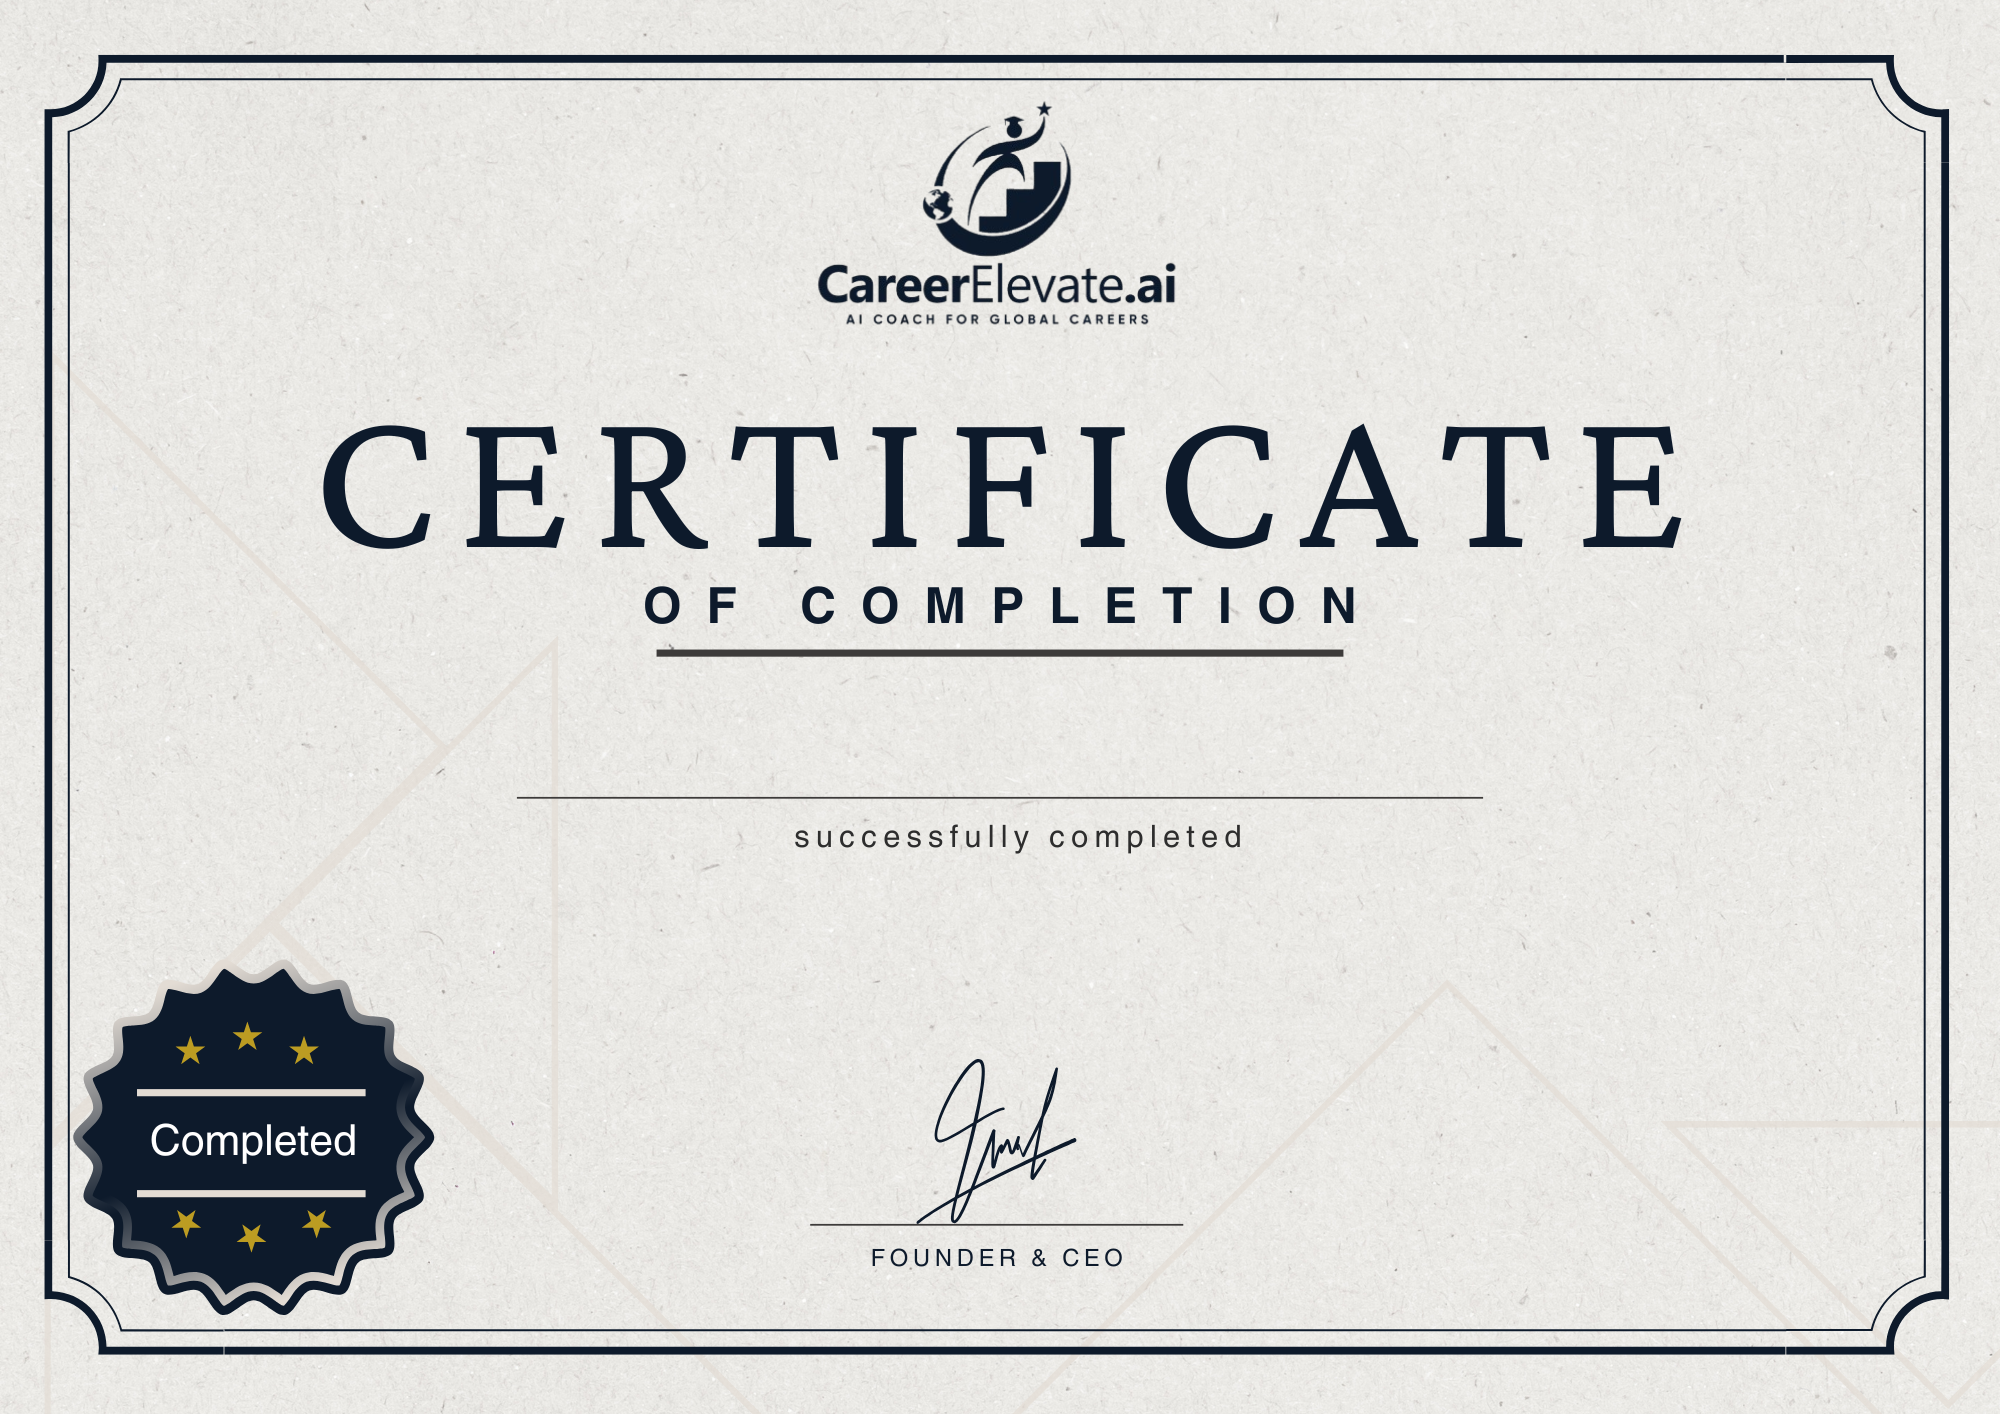 CareerElevate.ai
AI COACH FOR GLOBAL CAREERS
CERTIFICATE
OF COMPLETION
successfully completed
Completed
FOUNDER & CEO